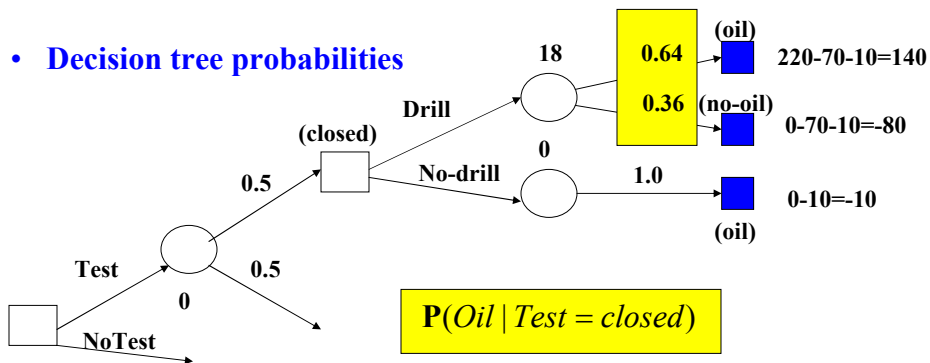 • Decision tree probabilities
18
0.64
(oil)
220-70-10=140
Drill
0.36
(no-oil)
0-70-10=-80
(closed)
0
No-drill
1.0
0-10=-10
0.5
(oil)
Test
0.5
0
P(Oil | Test = closed)
NoTest